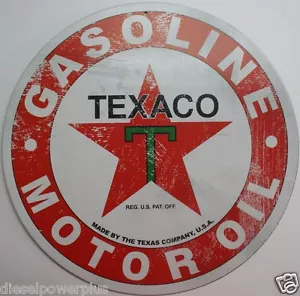 GASOLINE
TEXACO
T
REG. U.S. PAT. OFF.
MADE BY THE TEXAS COMPANY, U.S.A.
• MOTOR OIL •
dieselpowerplus